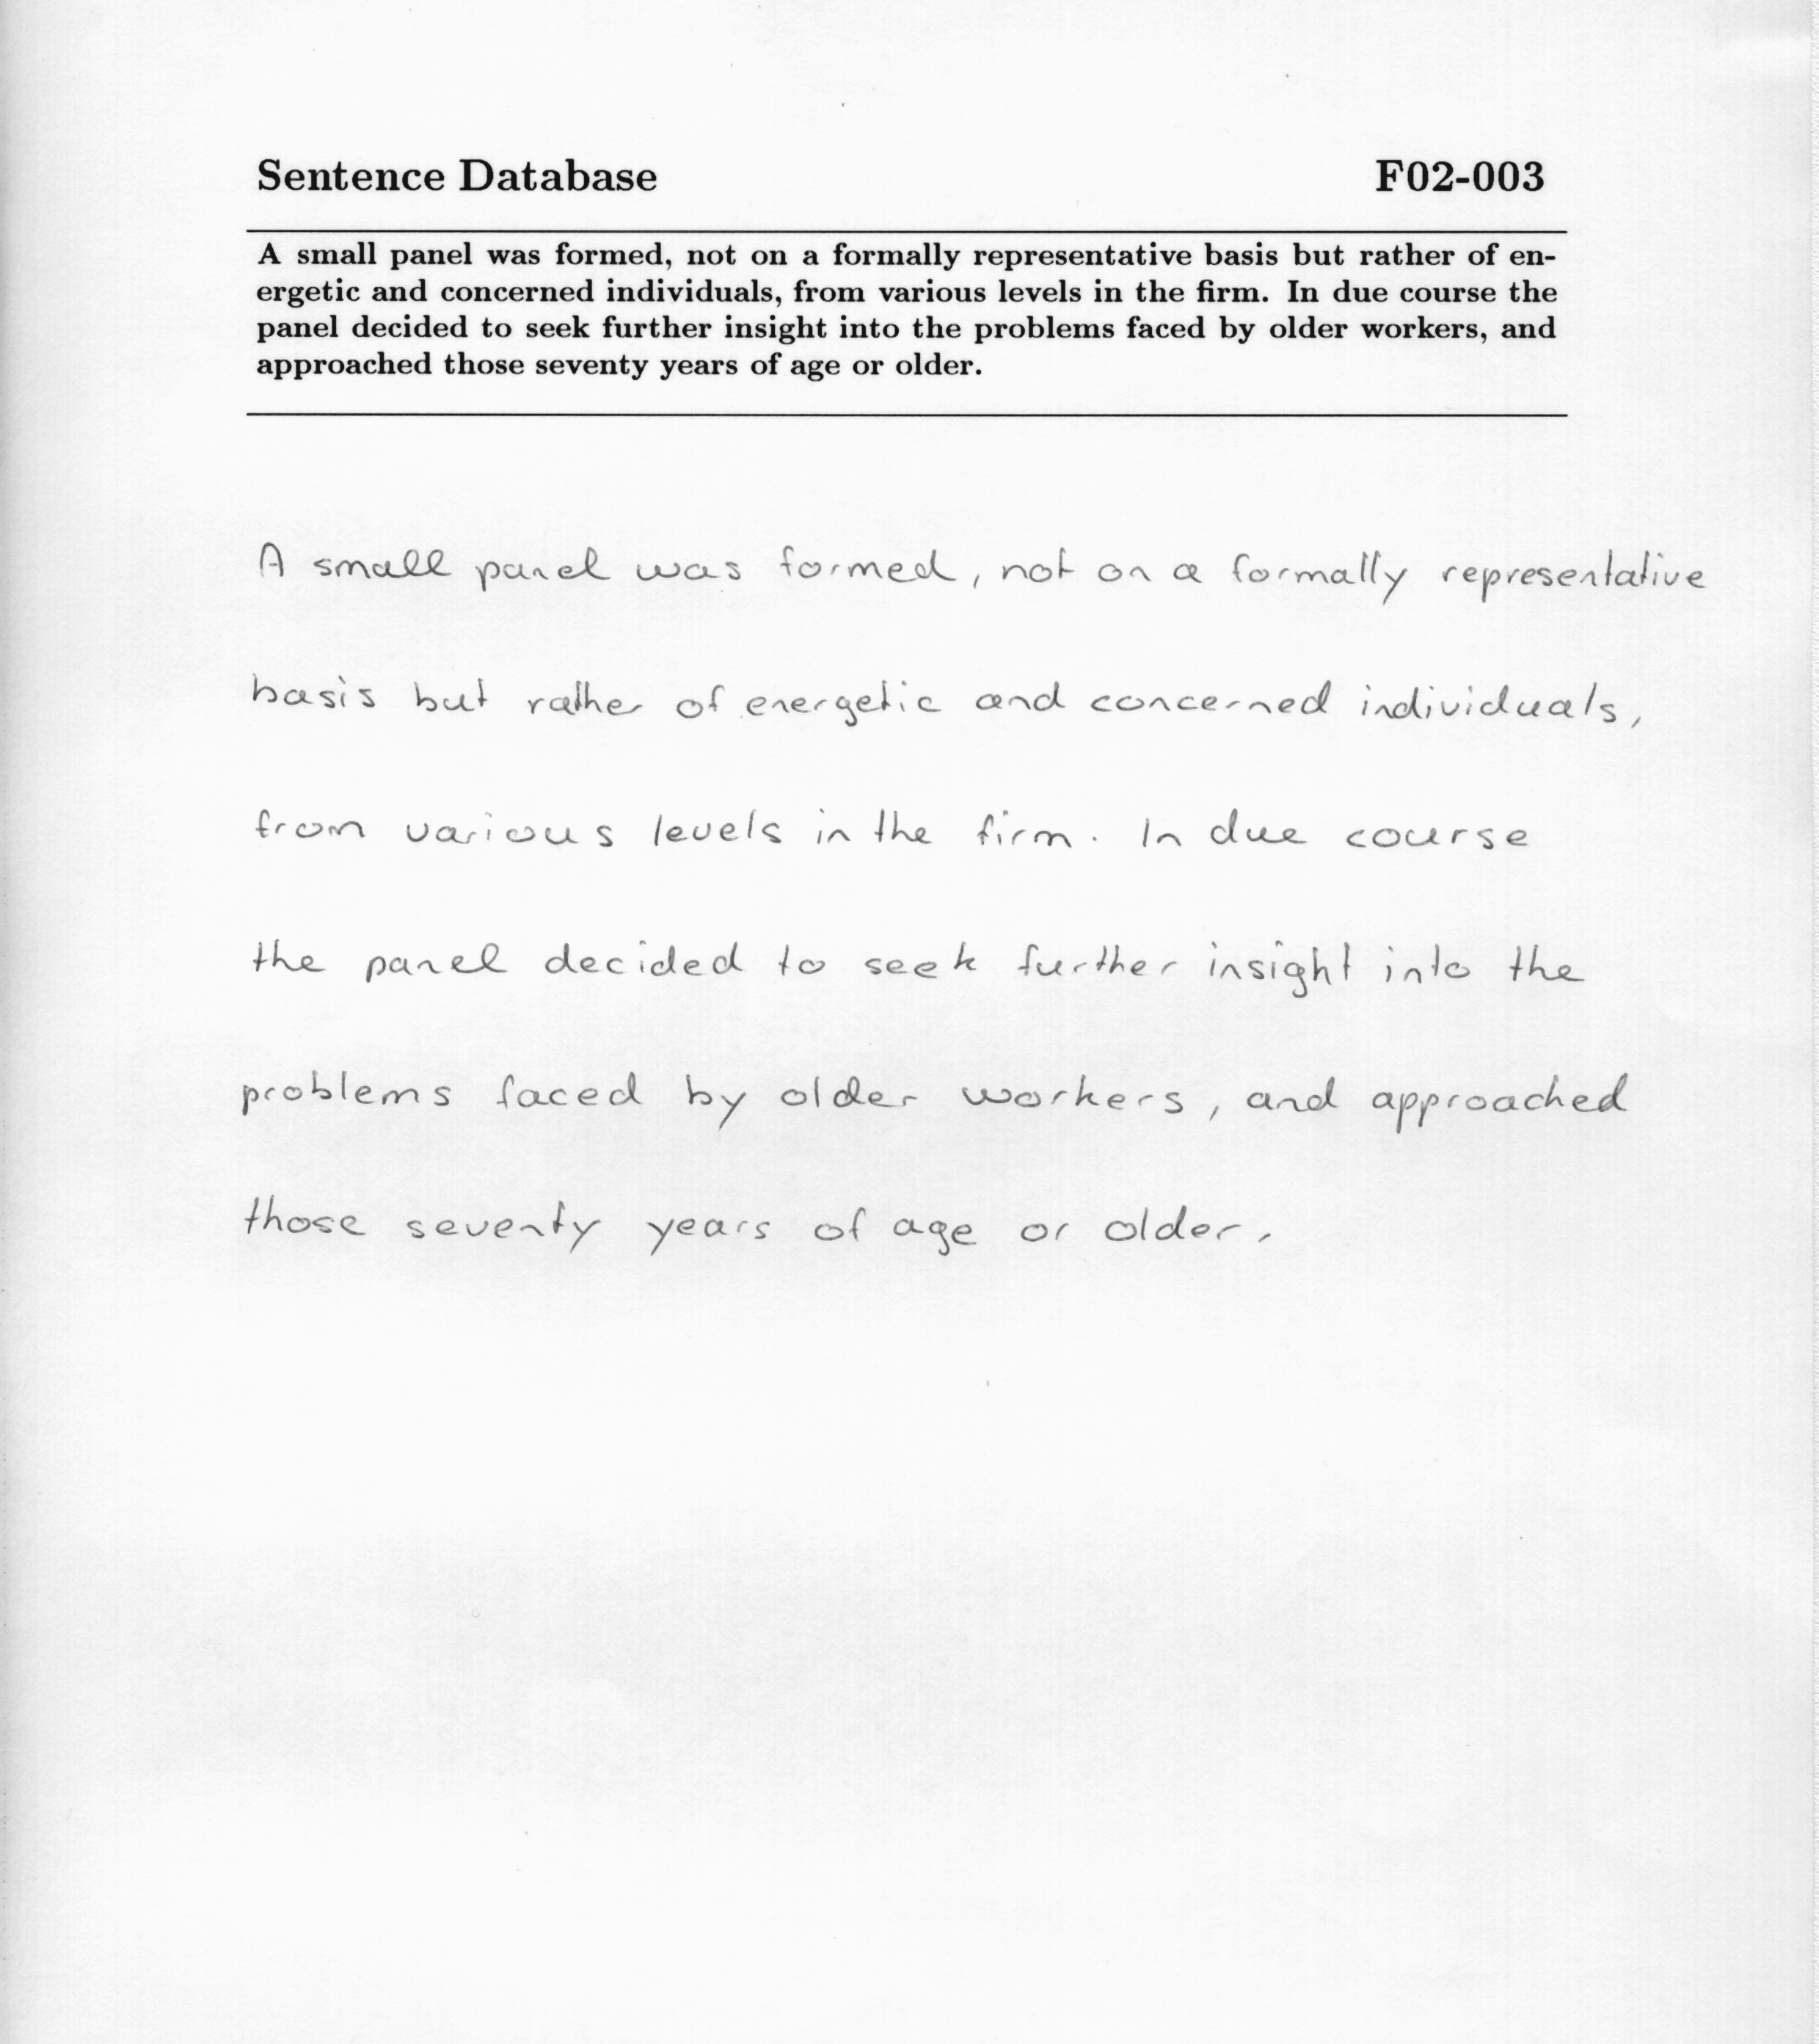 Sentence Database F02-003
A small panel was formed, not on a formally representative basis but rather of en-
ergetic and concerned individuals, from various levels in the firm. In due course the
panel decided to seek further insight into the problems faced by older workers, and
approached those seventy years of age or older.
A small panel was formed, not on a formally representative
basis but rather of energetic and concerned individuals,
from various levels in the firm. In due course
the panel decided to seek further insight into the
problems faced by older workers, and approached
those seventy years of age or older.